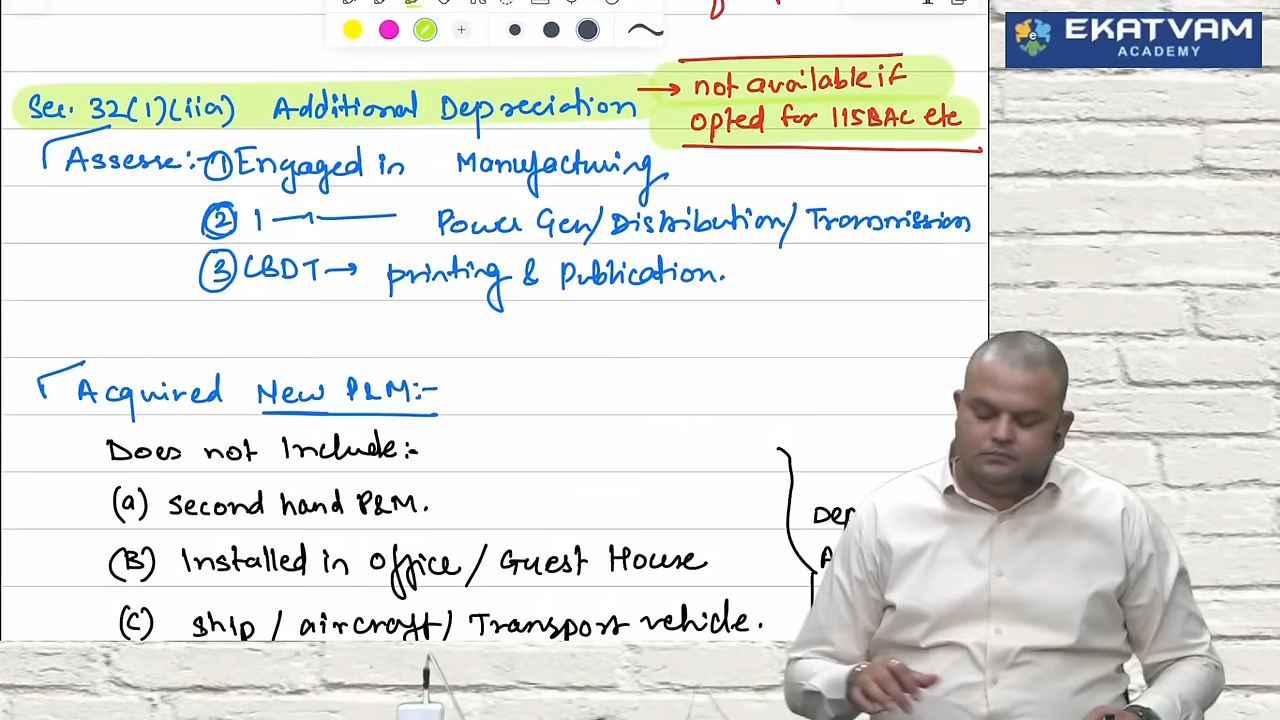 EKATVAM
ACADEMY
Sec. 32(1)(iia) Additional Depreciation → not available if
opted for 115BAC etc
Assesse:- ① Engaged in Manufacturing
② Power Gen/Distribution/Transmission
③ CBDT → printing & Publication.
Acquired New P&M:-
Does not Include:-
(a) second hand P&M.
(B) Installed in office / Guest House
(C) ship / aircraft / Transport vehicle.
Dep
A